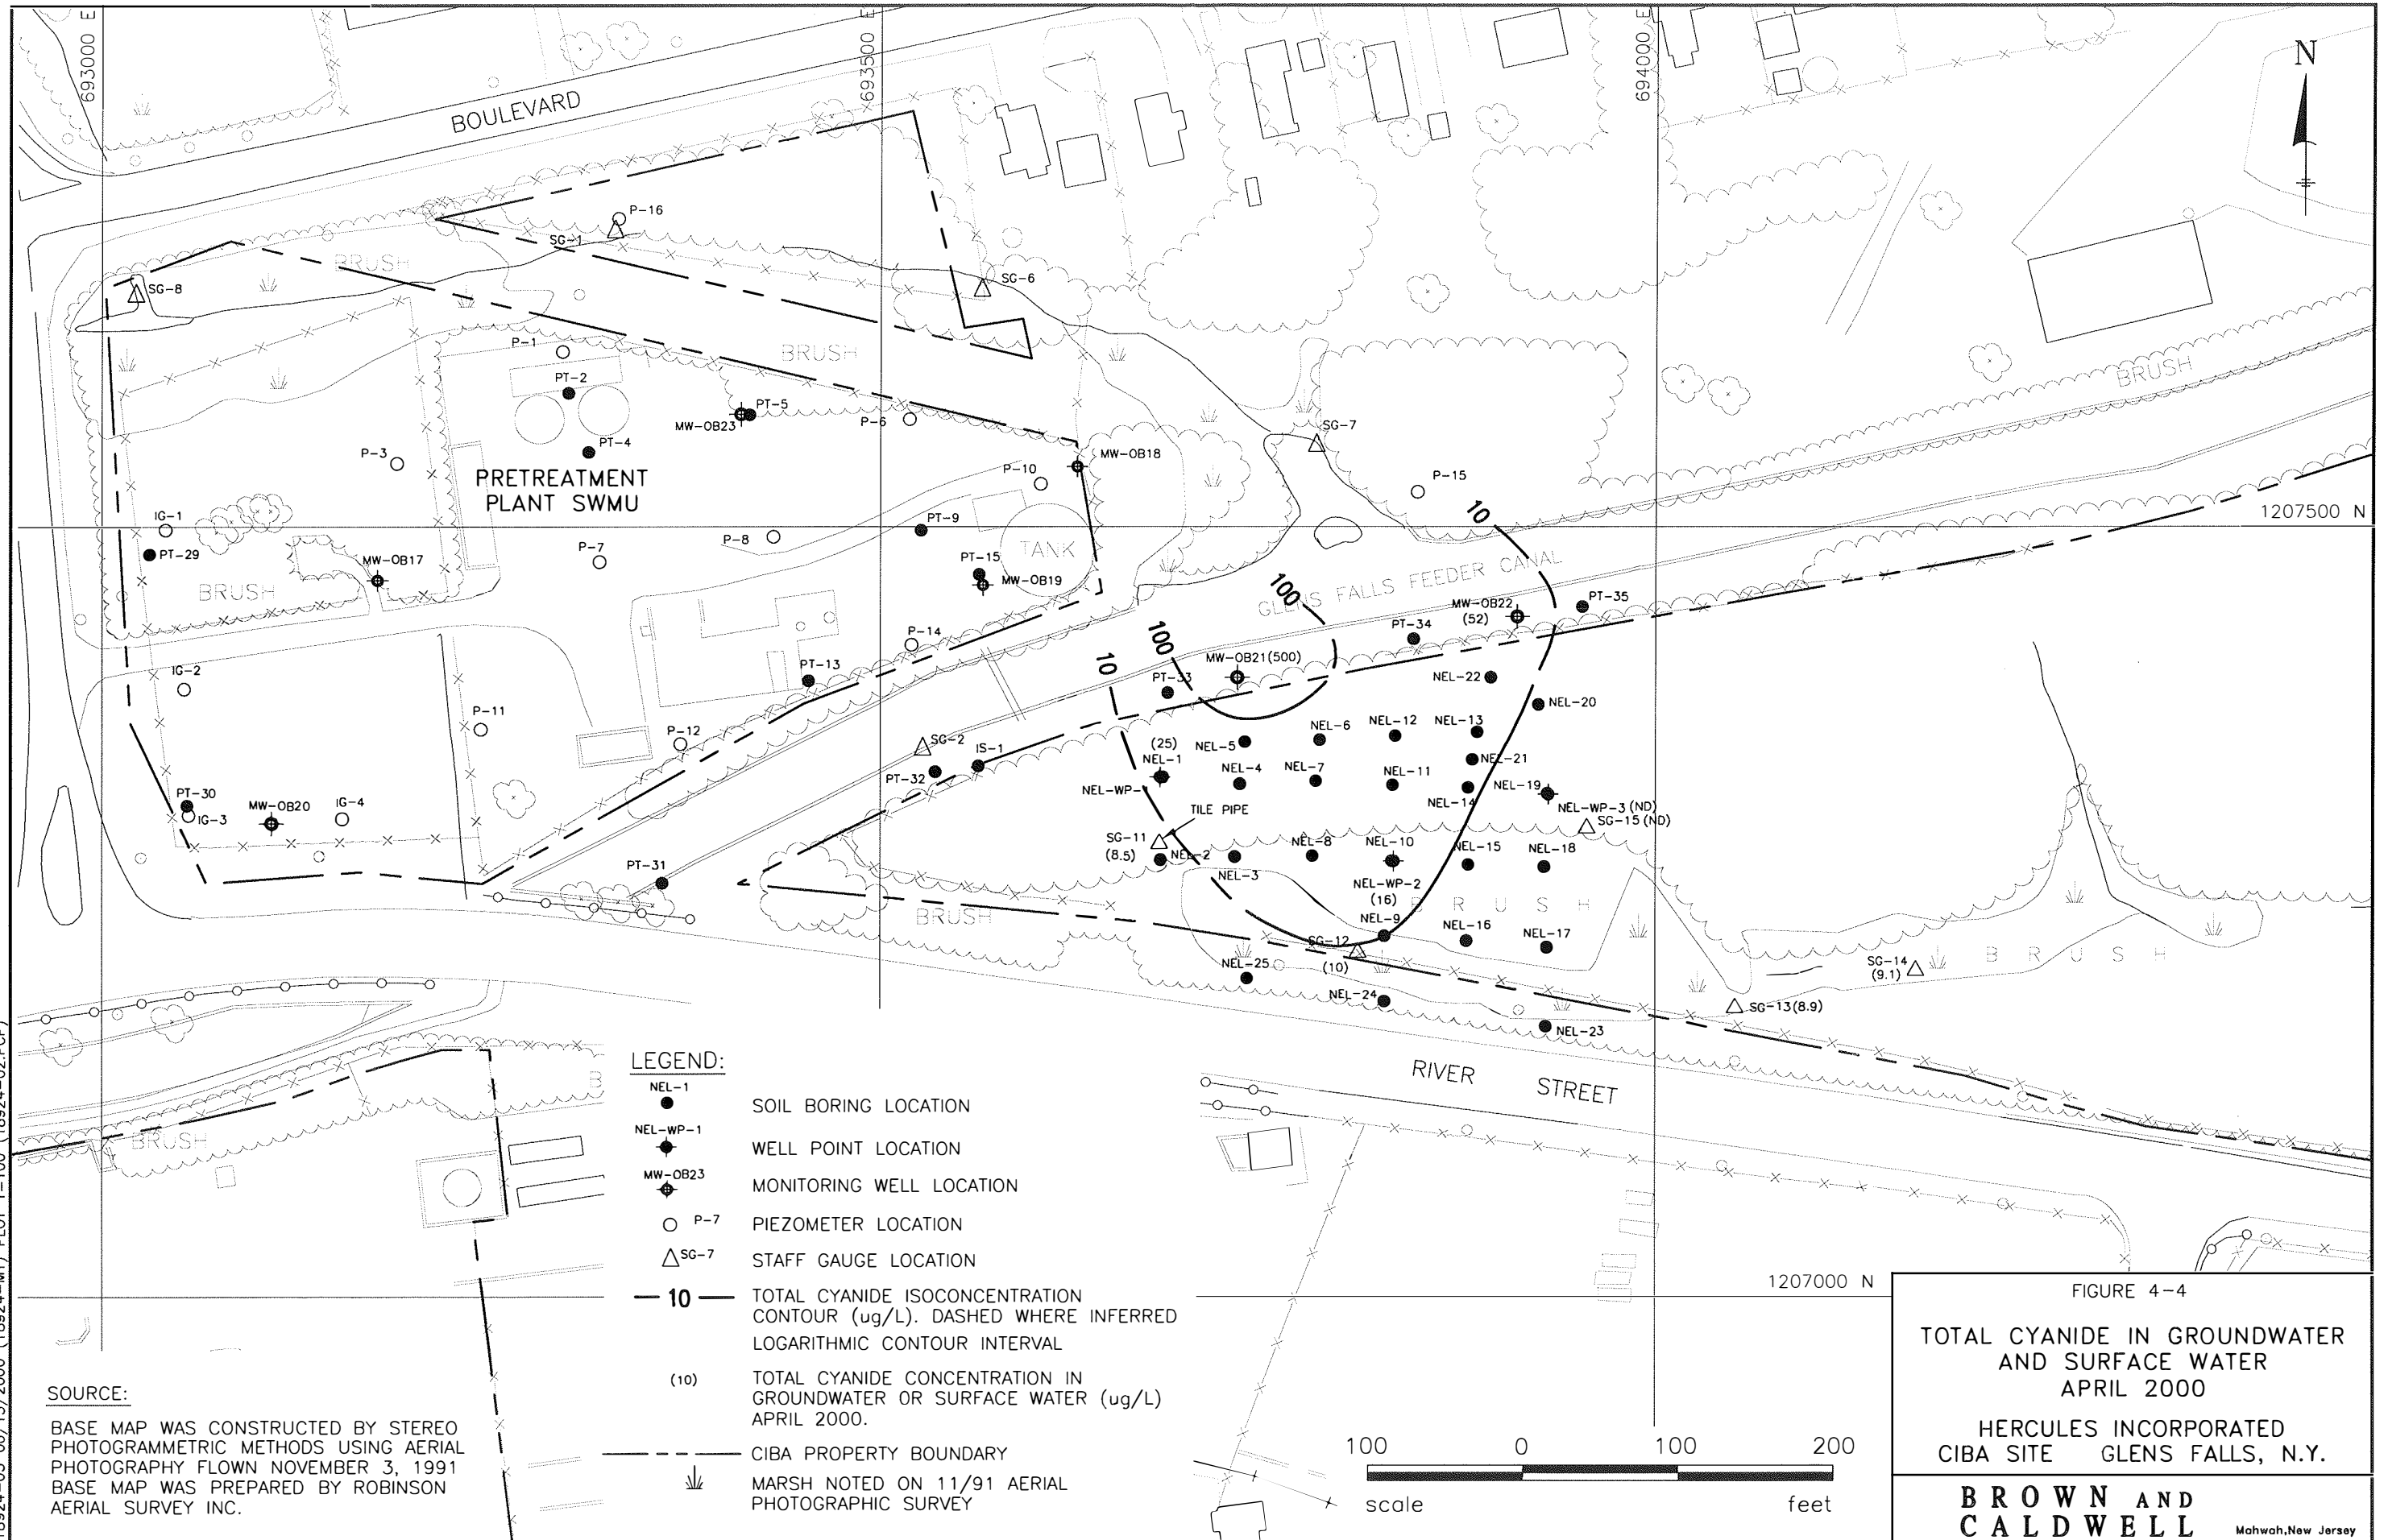 693000 E
693500 E
694000 E
N
BOULEVARD
P-16
SG-1
BRUSH
SG-8
SG-6
P-1
BRUSH
BRUSH
PT-2
PT-5
MW-OB23
P-6
SG-7
PT-4
P-3
MW-OB18
P-10
P-15
PRETREATMENT
PLANT SWMU
10
1207500 N
IG-1
PT-9
P-8
PT-29
P-7
TANK
MW-OB17
PT-15
MW-OB19
BRUSH
GLENS FALLS FEEDER CANAL
100
MW-OB22
(52)
PT-35
PT-34
P-14
100
10
MW-OB21(500)
PT-13
PT-33
IG-2
NEL-22
NEL-20
P-11
P-12
SG-2
IS-1
PT-32
(25)
NEL-1
NEL-5
NEL-6
NEL-12
NEL-13
NEL-21
NEL-4
NEL-7
NEL-11
NEL-WP-1
NEL-14
NEL-19
NEL-WP-3 (ND)
SG-15 (ND)
TILE PIPE
PT-30
IG-3
MW-OB20
IG-4
SG-11
(8.5)
NEL-2
NEL-3
NEL-8
NEL-10
NEL-15
NEL-18
PT-31
NEL-WP-2
(16)
BRUSH
BRUSH
NEL-9
NEL-16
NEL-17
SG-12
(10)
BRUSH
SG-14
(9.1)
NEL-25
NEL-24
SG-13(8.9)
NEL-23
RIVER STREET
BRUSH
LEGEND:
NEL-1
SOIL BORING LOCATION
NEL-WP-1
WELL POINT LOCATION
MW-OB23
MONITORING WELL LOCATION
P-7 PIEZOMETER LOCATION
SG-7 STAFF GAUGE LOCATION
10 TOTAL CYANIDE ISOCONCENTRATION
CONTOUR (ug/L). DASHED WHERE INFERRED
LOGARITHMIC CONTOUR INTERVAL
(10) TOTAL CYANIDE CONCENTRATION IN
GROUNDWATER OR SURFACE WATER (ug/L)
APRIL 2000.
CIBA PROPERTY BOUNDARY
MARSH NOTED ON 11/91 AERIAL
PHOTOGRAPHIC SURVEY
SOURCE:
BASE MAP WAS CONSTRUCTED BY STEREO
PHOTOGRAMMETRIC METHODS USING AERIAL
PHOTOGRAPHY FLOWN NOVEMBER 3, 1991
BASE MAP WAS PREPARED BY ROBINSON
AERIAL SURVEY INC.
1207000 N
100 0 100 200
scale feet
FIGURE 4-4
TOTAL CYANIDE IN GROUNDWATER
AND SURFACE WATER
APRIL 2000
HERCULES INCORPORATED
CIBA SITE GLENS FALLS, N.Y.
BROWN AND
CALDWELL Mahwah,New Jersey